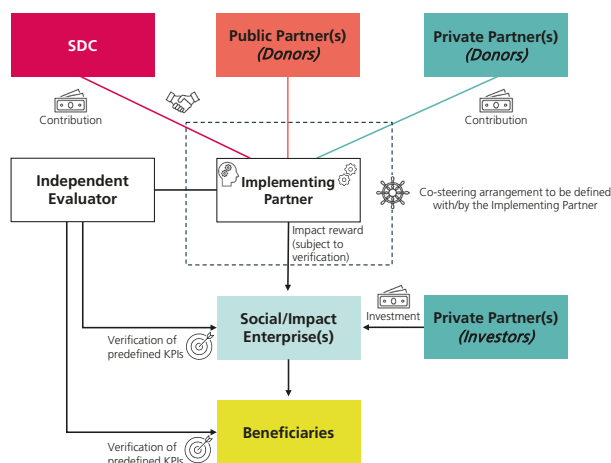 SDC
Public Partner(s)
(Donors)
Private Partner(s)
(Donors)
Contribution
Contribution
Independent
Evaluator
Implementing
Partner
Co-steering arrangement to be defined
with/by the Implementing Partner
Impact reward
(subject to
verification)
Social/Impact
Enterprise(s)
Investment
Private Partner(s)
(Investors)
Verification of
predefined KPIs
Beneficiaries
Verification of
predefined KPIs